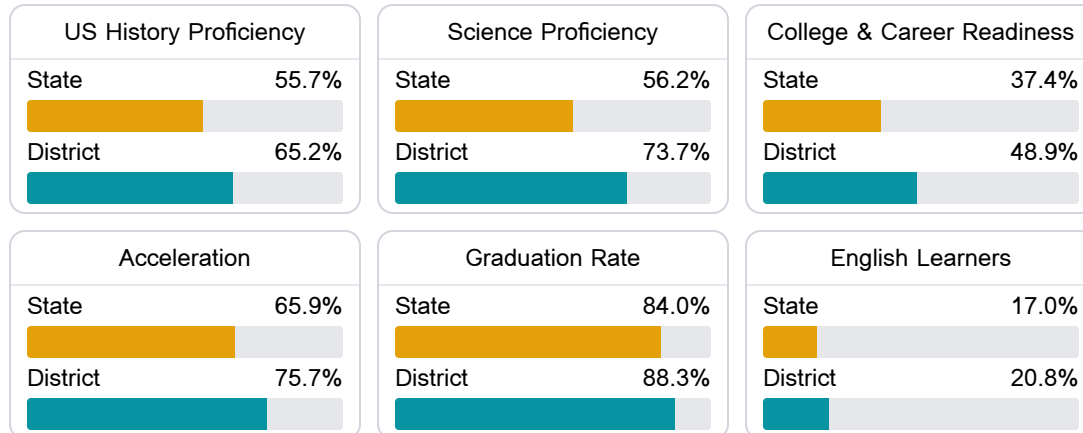 US History Proficiency
State 55.7%
District 65.2%
Science Proficiency
State 56.2%
District 73.7%
College & Career Readiness
State 37.4%
District 48.9%
Acceleration
State 65.9%
District 75.7%
Graduation Rate
State 84.0%
District 88.3%
English Learners
State 17.0%
District 20.8%